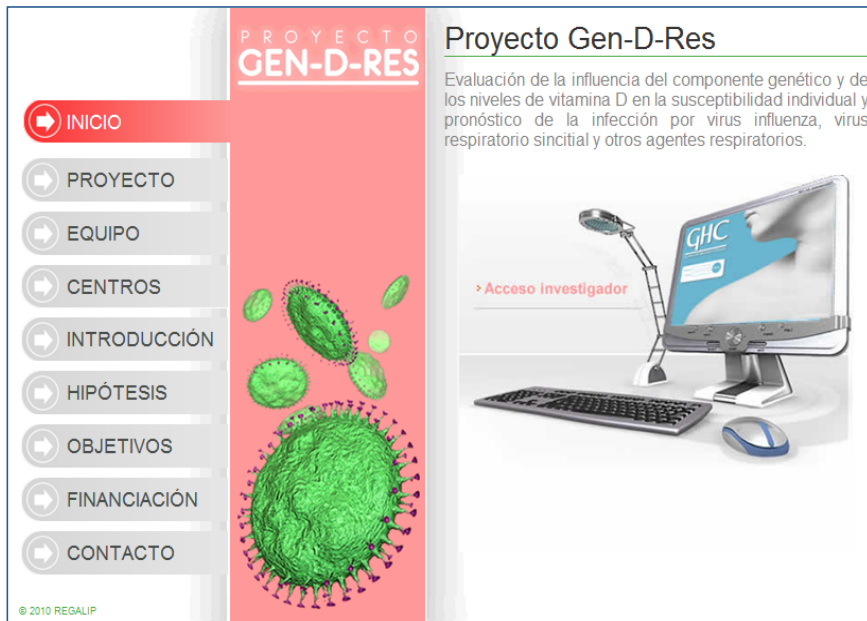 PROYECTO
GEN-D-RES
INICIO
PROYECTO
EQUIPO
CENTROS
INTRODUCCIÓN
HIPÓTESIS
OBJETIVOS
FINANCIACIÓN
CONTACTO
© 2010 REGALIP
Proyecto Gen-D-Res
Evaluación de la influencia del componente genético y de
los niveles de vitamina D en la susceptibilidad individual y
pronóstico de la infección por virus influenza, virus
respiratorio sincitial y otros agentes respiratorios.
Acceso investigador
GHC